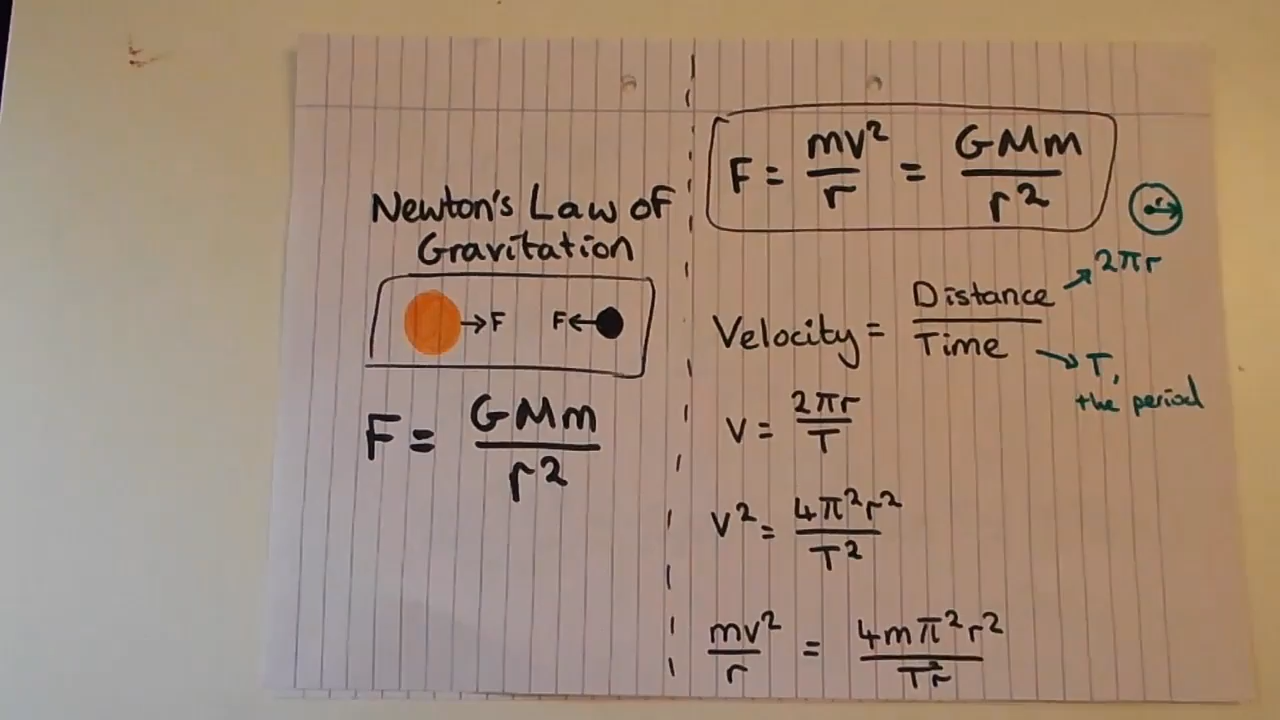 Newton's Law of
Gravitation
F F
F = GMm / r²
F = mv² / r = GMm / r²
r
Velocity = Distance / Time
2πr
T,
the period
v = 2πr / T
v² = 4π²r² / T²
mv² / r = 4mπ²r² / T²r